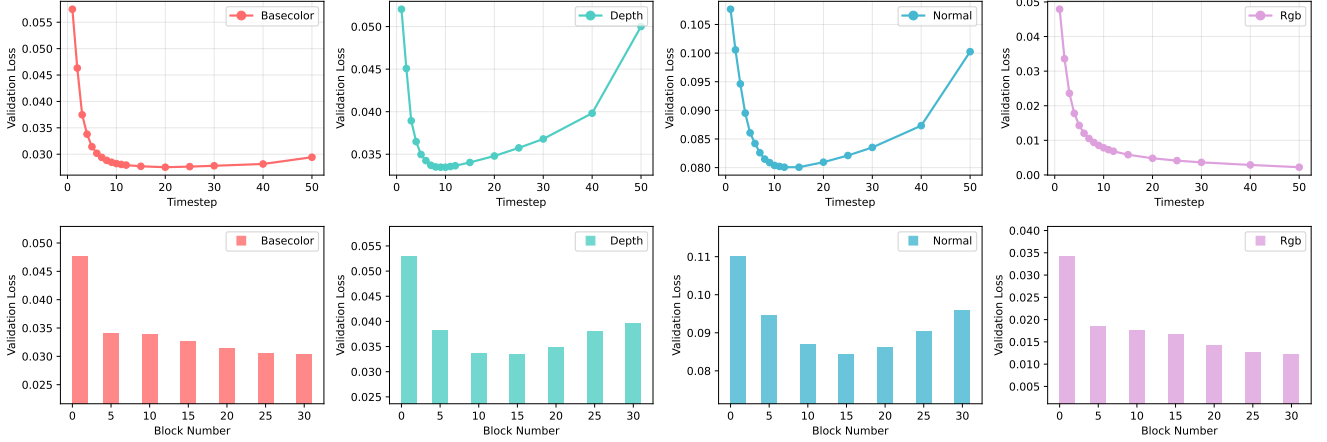 Basecolor
Validation Loss
0.055
0.050
0.045
0.040
0.035
0.030
0 10 20 30 40 50
Timestep
Depth
Validation Loss
0.050
0.045
0.040
0.035
0 10 20 30 40 50
Timestep
Normal
Validation Loss
0.105
0.100
0.095
0.090
0.085
0.080
0 10 20 30 40 50
Timestep
Rgb
Validation Loss
0.05
0.04
0.03
0.02
0.01
0.00
0 10 20 30 40 50
Timestep
Basecolor
Validation Loss
0.050
0.045
0.040
0.035
0.030
0.025
0 5 10 15 20 25 30
Block Number
Depth
Validation Loss
0.055
0.050
0.045
0.040
0.035
0.030
0.025
0 5 10 15 20 25 30
Block Number
Normal
Validation Loss
0.11
0.10
0.09
0.08
0 5 10 15 20 25 30
Block Number
Rgb
Validation Loss
0.040
0.035
0.030
0.025
0.020
0.015
0.010
0.005
0 5 10 15 20 25 30
Block Number